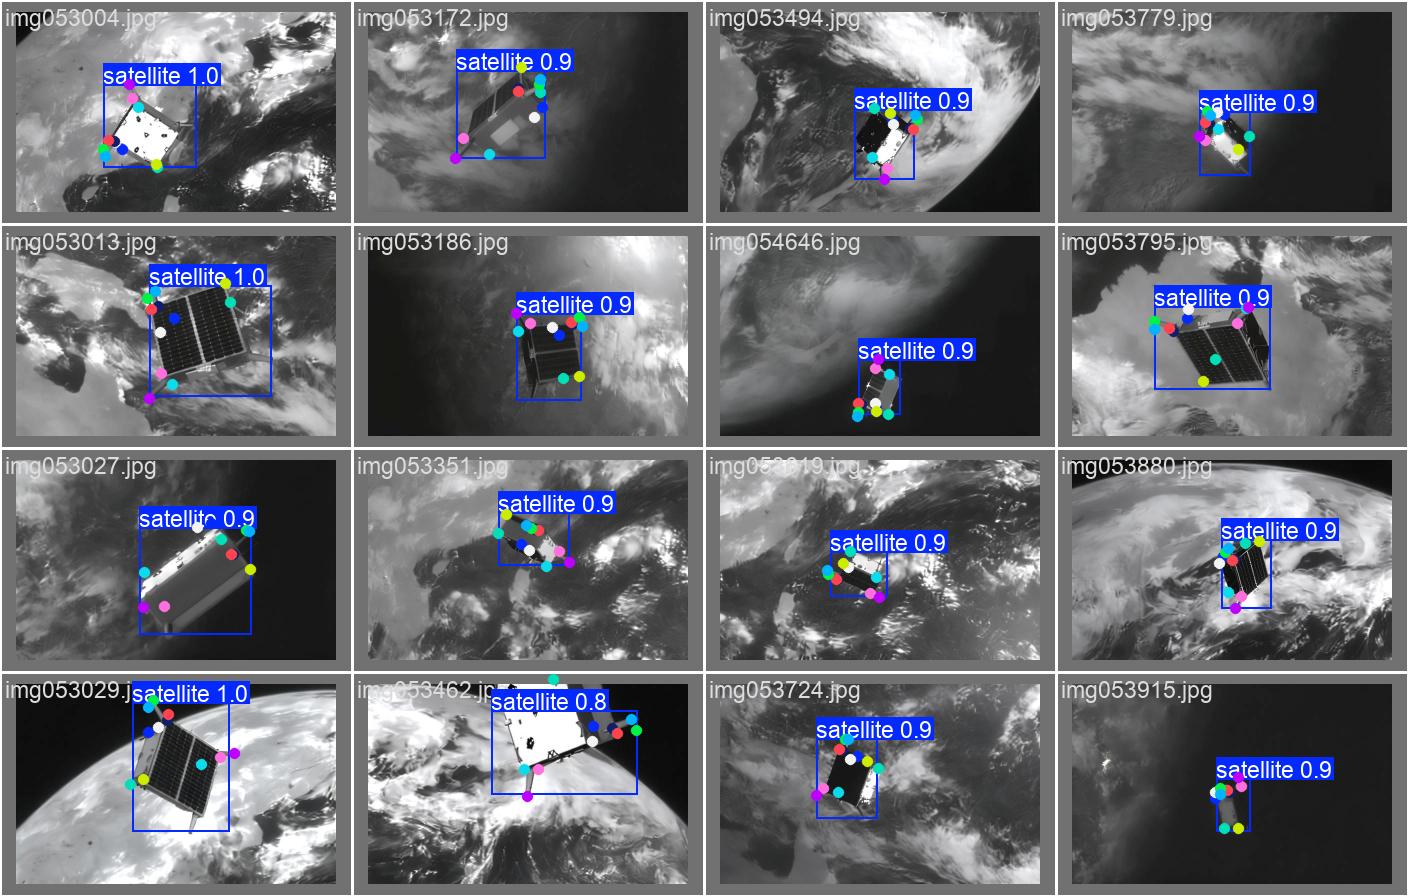 img053004.jpg
satellite 1.0
img053172.jpg
satellite 0.9
img053494.jpg
satellite 0.9
img053779.jpg
satellite 0.9
img053013.jpg
satellite 1.0
img053186.jpg
satellite 0.9
img054646.jpg
satellite 0.9
img053795.jpg
satellite 0.9
img053027.jpg
satellite 0.9
img053351.jpg
satellite 0.9
satellite 0.9
img053880.jpg
satellite 0.9
img053029.j
satellite 1.0
img053462.jp
satellite 0.8
img053724.jpg
satellite 0.9
img053915.jpg
satellite 0.9